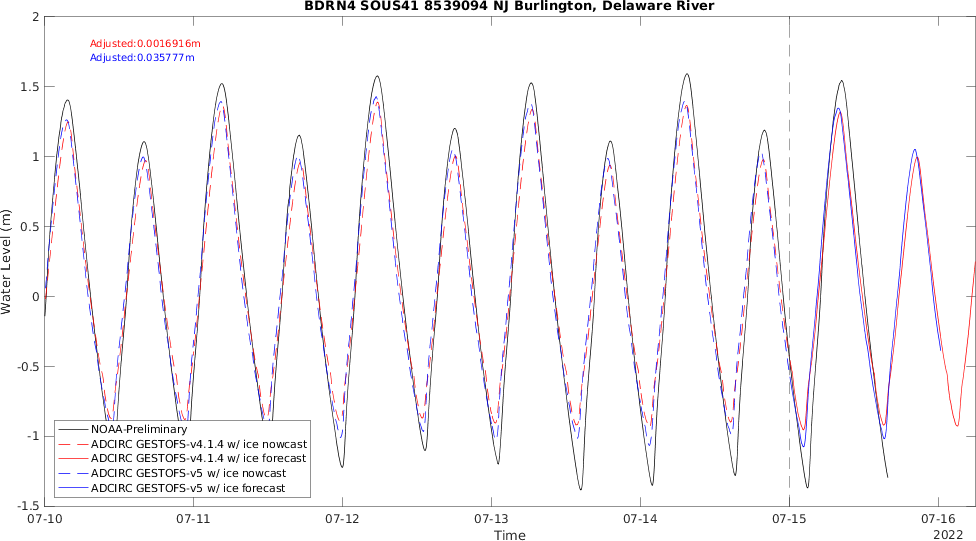 BDRN4 SOUS41 8539094 NJ Burlington, Delaware River
Adjusted:0.0016916m
Adjusted:0.035777m
2
1.5
1
0.5
0
-0.5
-1
-1.5
Water Level (m)
NOAA-Preliminary
ADCIRC GESTOFS-v4.1.4 w/ ice nowcast
ADCIRC GESTOFS-v4.1.4 w/ ice forecast
ADCIRC GESTOFS-v5 w/ ice nowcast
ADCIRC GESTOFS-v5 w/ ice forecast
07-10 07-11 07-12 07-13 07-14 07-15 07-16
Time
2022